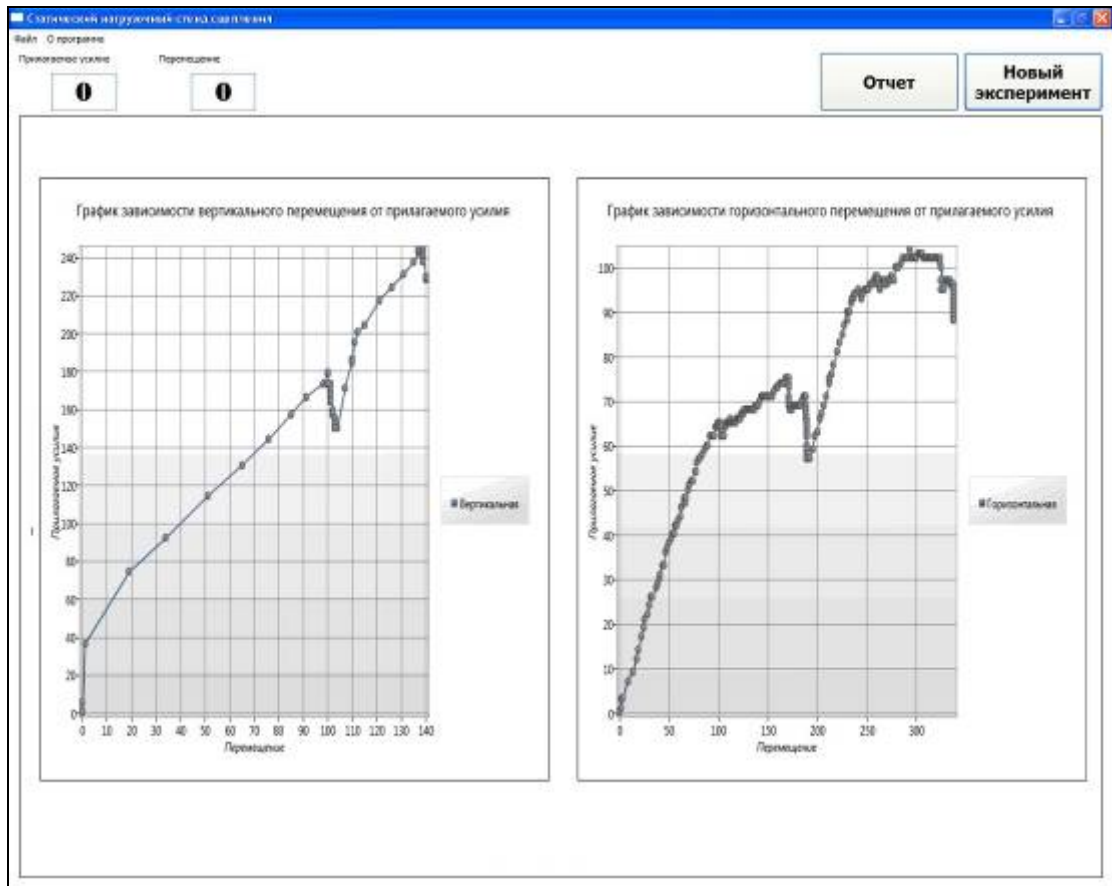 Статический нагрузочный стенд сцепления
Файл О программе
Прилагаемое усилие Перемещение
0 0
Отчет
Новый
эксперимент
График зависимости вертикального перемещения от прилагаемого усилия
240
220
200
180
160
140
120
100
80
60
40
20
0
Прилагаемое усилие
0 10 20 30 40 50 60 70 80 90 100 110 120 130 140
Перемещение
Вертикальная
График зависимости горизонтального перемещения от прилагаемого усилия
100
90
80
70
60
50
40
30
20
10
0
Прилагаемое усилие
0 50 100 150 200 250 300
Перемещение
Горизонтальная